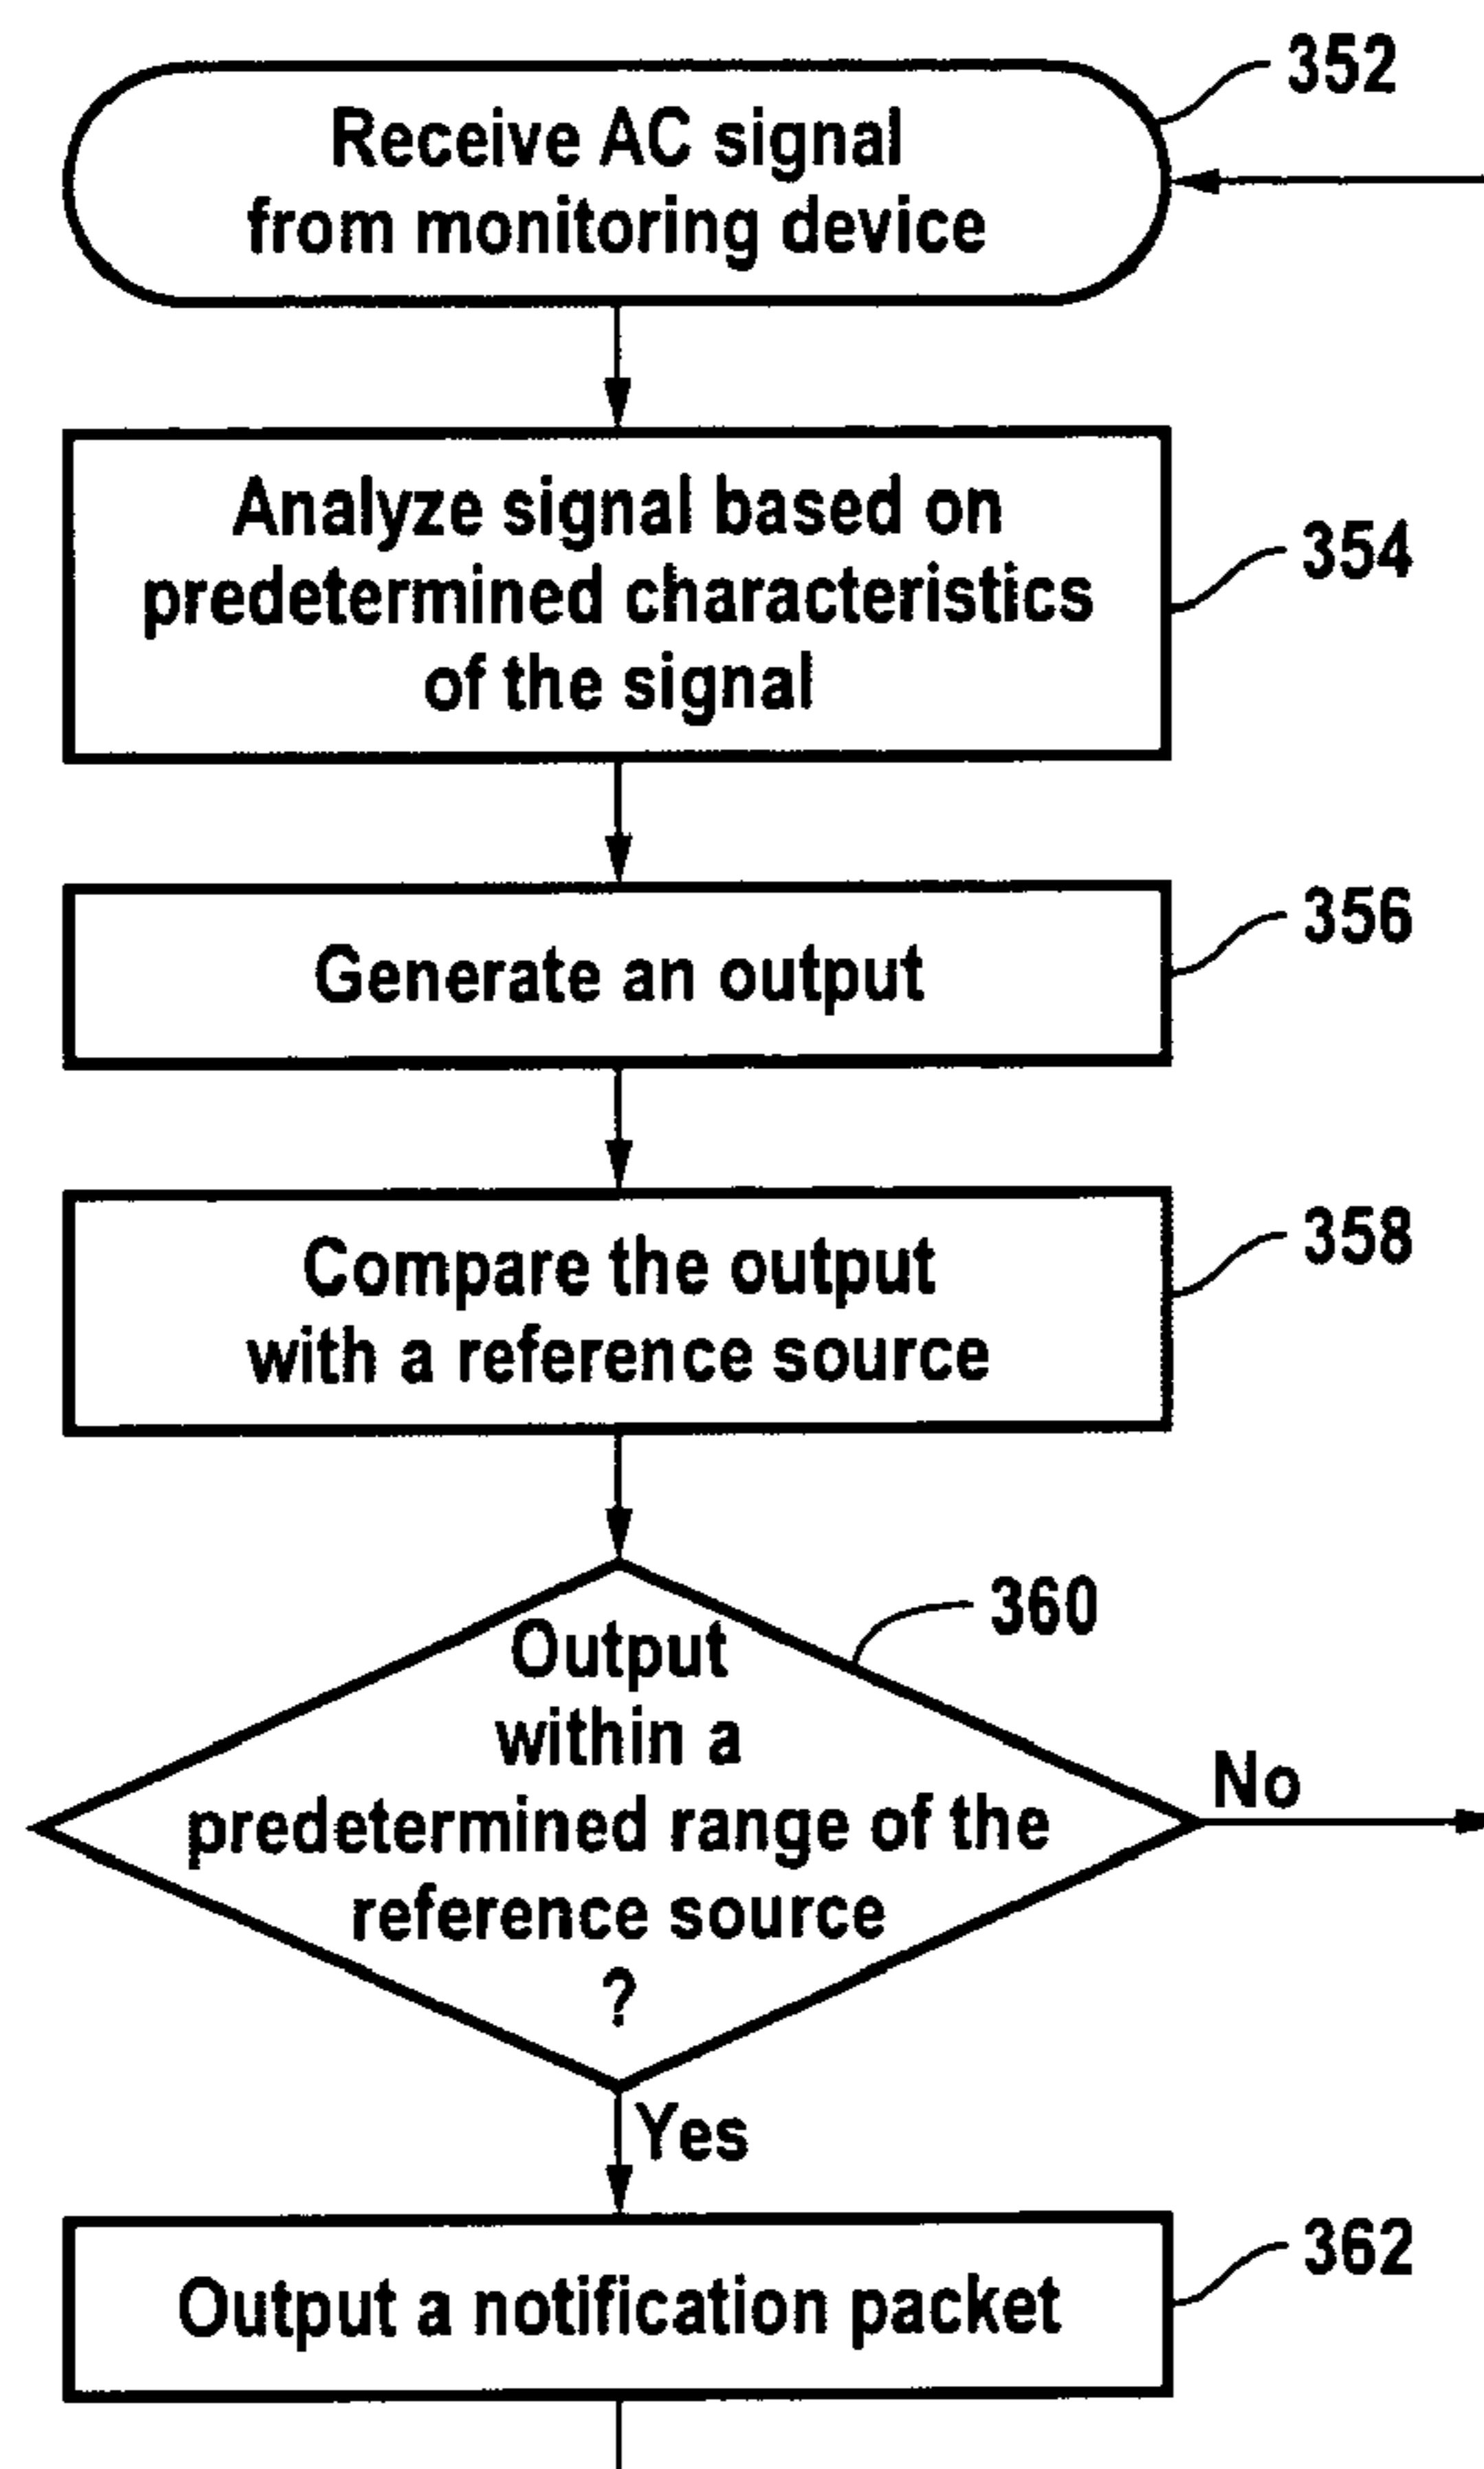 352
Receive AC signal
from monitoring device
Analyze signal based on
predetermined characteristics
of the signal
354
Generate an output
356
Compare the output
with a reference source
358
Output
within a
predetermined range of the
reference source
?
360
No
Yes
Output a notification packet
362